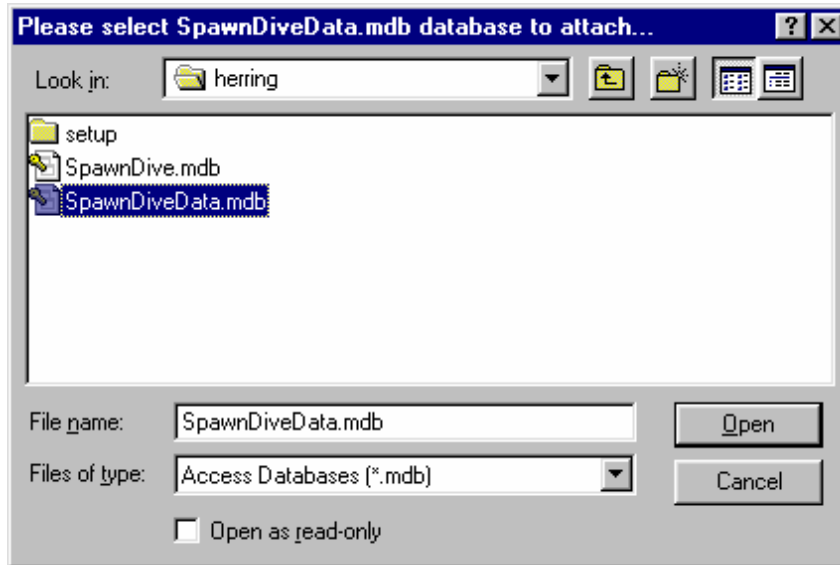 Please select SpawnDiveData.mdb database to attach...
Look in: herring
setup
SpawnDive.mdb
SpawnDiveData.mdb
File name: SpawnDiveData.mdb Open
Files of type: Access Databases (*.mdb) Cancel
Open as read-only